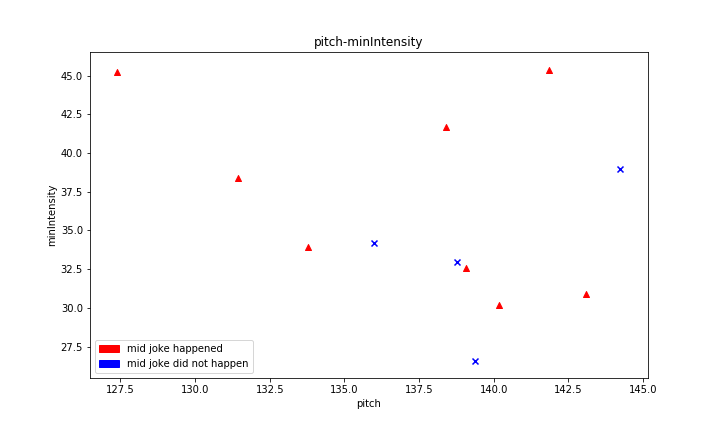 pitch-minIntensity
45.0
42.5
40.0
37.5
35.0
32.5
30.0
27.5
minIntensity
mid joke happened
mid joke did not happen
127.5 130.0 132.5 135.0 137.5 140.0 142.5 145.0
pitch